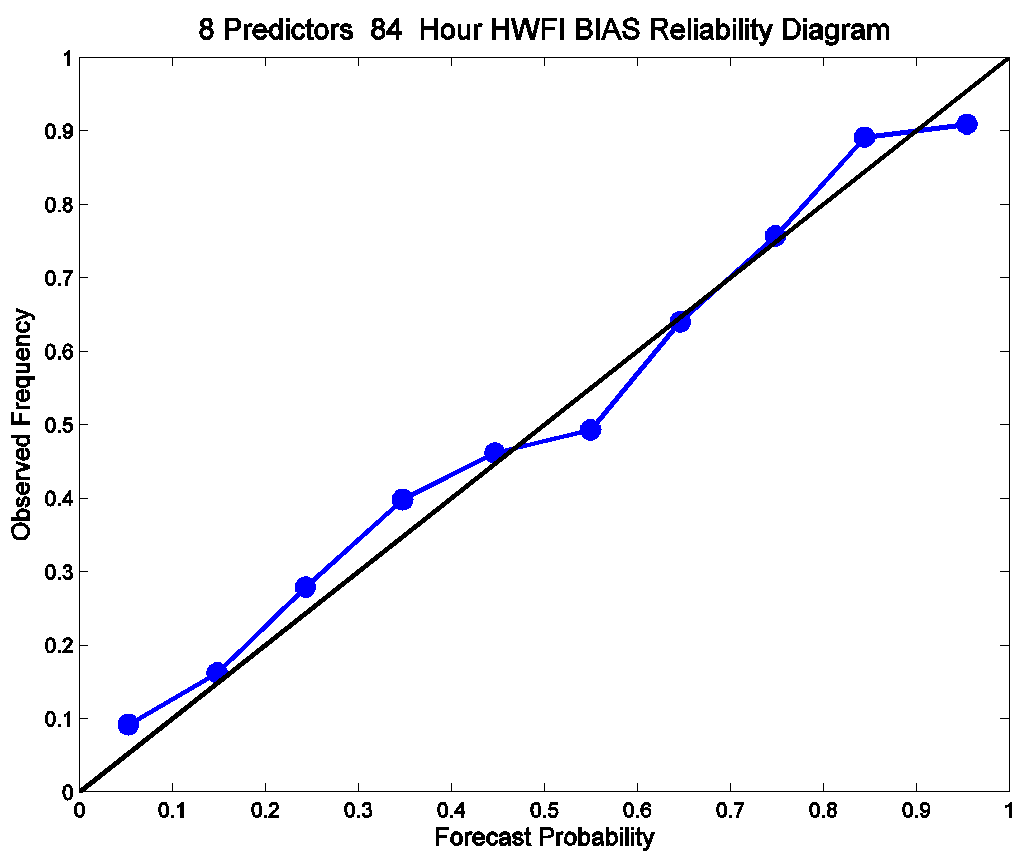 8 Predictors  84  Hour HWFI BIAS Reliability Diagram
1
0.9
0.8
0.7
0.6
0.5
0.4
0.3
0.2
0.1
0
Observed Frequency
0 0.1 0.2 0.3 0.4 0.5 0.6 0.7 0.8 0.9 1
Forecast Probability